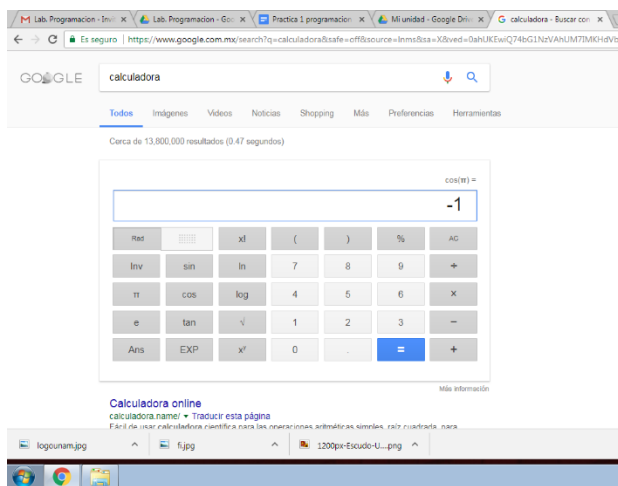 Lab. Programacion - Invi
Lab. Programacion - Goo
Practica 1 programacion
Mi unidad - Google Drive
calculadora - Buscar con
Es seguro | https://www.google.com.mx/search?q=calculadora&safe=off&source=lnms&sa=X&ved=0ahUKEwiQ74bG1NzVAhUM7IMKHdVb
GOOGLE
calculadora
Todos Imágenes Videos Noticias Shopping Más Preferencias Herramientas
Cerca de 13,800,000 resultados (0.47 segundos)
cos(π) =
-1
Rad x! ( ) % AC
Inv sin ln 7 8 9 ÷
π cos log 4 5 6 ×
e tan √ 1 2 3 −
Ans EXP xʸ 0 . = +
Más información
Calculadora online
calculadora.name/ ▾ Traducir esta página
Fácil de usar calculadora científica para las operaciones aritméticas simples, raíz cuadrada, para
logounam.jpg
fi.jpg
1200px-Escudo-U....png